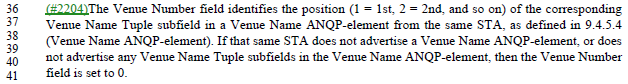 36 (#2204)The Venue Number field identifies the position (1 = 1st, 2 = 2nd, and so on) of the corresponding
37 Venue Name Tuple subfield in a Venue Name ANQP-element from the same STA, as defined in 9.4.5.4
38 (Venue Name ANQP-element). If that same STA does not advertise a Venue Name ANQP-element, or does
39
40 not advertise any Venue Name Tuple subfields in the Venue Name ANQP-element, then the Venue Number
41 field is set to 0.